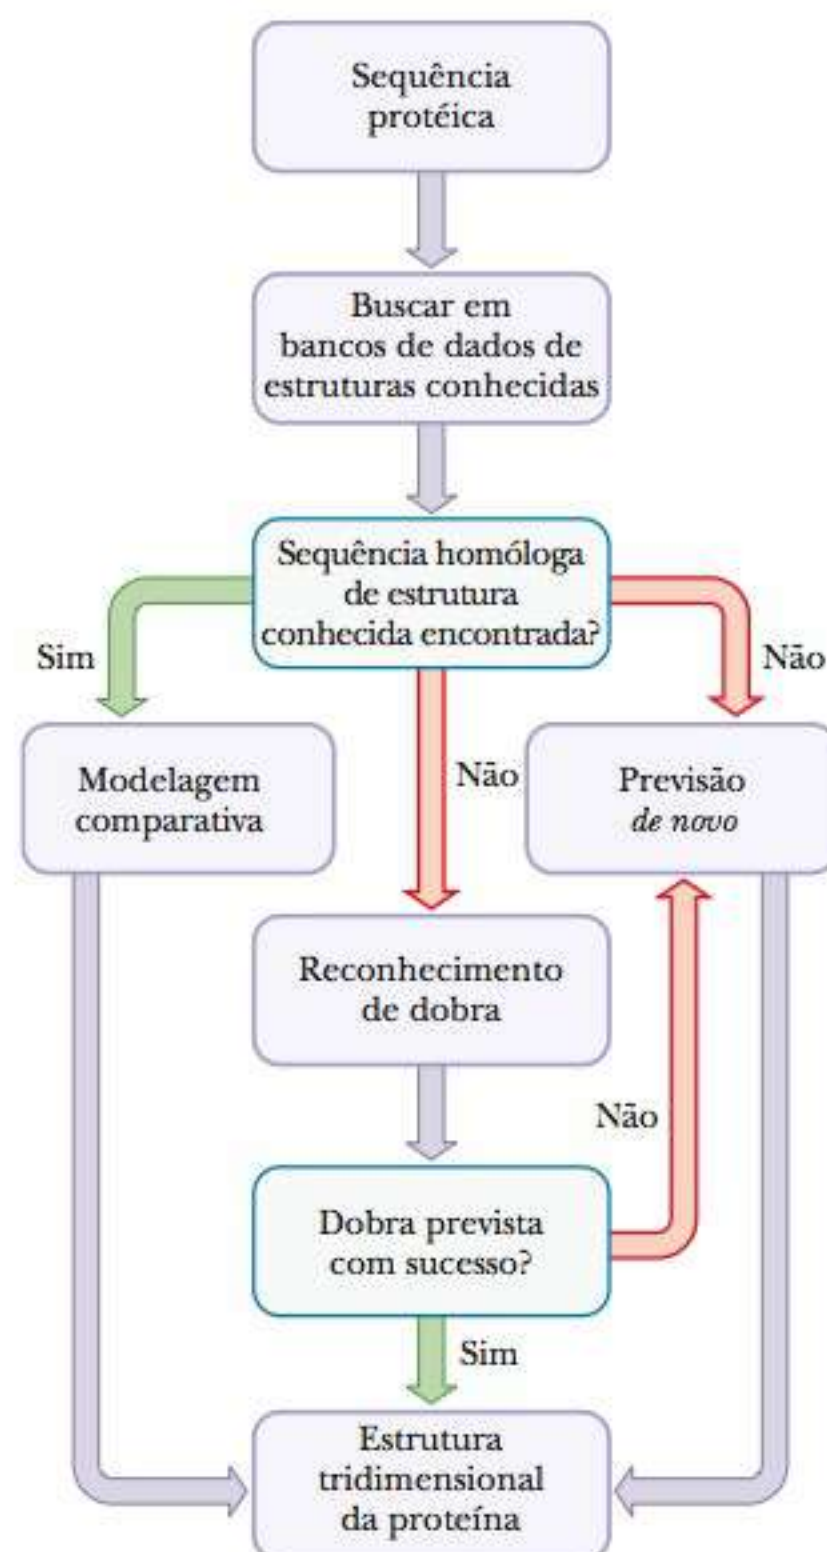 Sequência
protéica
Buscar em
bancos de dados de
estruturas conhecidas
Sequência homóloga
de estrutura
conhecida encontrada?
Sim
Não
Não
Modelagem
comparativa
Previsão
de novo
Reconhecimento
de dobra
Não
Dobra prevista
com sucesso?
Sim
Estrutura
tridimensional
da proteína